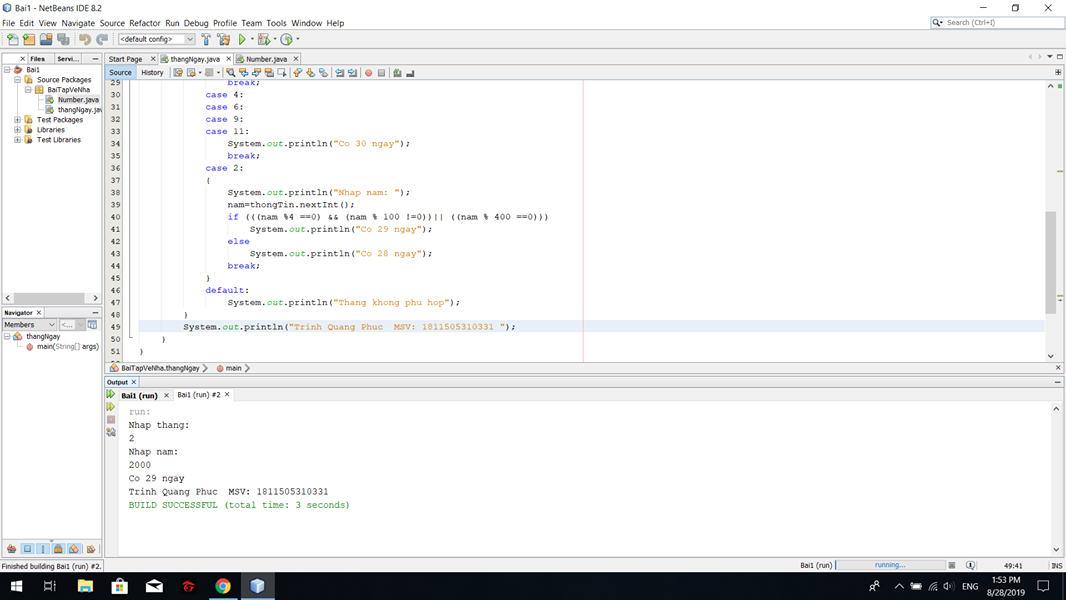 Bai1 - NetBeans IDE 8.2
File Edit View Navigate Source Refactor Run Debug Profile Team Tools Window Help
Search (Ctrl+I)
<default config>
Files Servi...
Start Page thangNgay.java Number.java
Source History
Bai1
Source Packages
BaiTapVeNha
Number.java
thangNgay.jav
Test Packages
Libraries
Test Libraries
29 break;
30 case 4:
31 case 6:
32 case 9:
33 case 11:
34 System.out.println("Co 30 ngay");
35 break;
36 case 2:
37 {
38 System.out.println("Nhap nam: ");
39 nam=thongTin.nextInt();
40 if (((nam %4 ==0) && (nam % 100 !=0))|| ((nam % 400 ==0)))
41 System.out.println("Co 29 ngay");
42 else
43 System.out.println("Co 28 ngay");
44 break;
45 }
46 default:
47 System.out.println("Thang khong phu hop");
48 }
49 System.out.println("Trinh Quang Phuc  MSV: 1811505310331 ");
50 }
51 }
Navigator
Members <...
thangNgay
main(String[] args)
BaiTapVeNha.thangNgay main
Output
Bai1 (run) Bai1 (run) #2
run:
Nhap thang:
2
Nhap nam:
2000
Co 29 ngay
Trinh Quang Phuc  MSV: 1811505310331
BUILD SUCCESSFUL (total time: 3 seconds)
Finished building Bai1 (run) #2.
Bai1 (run) running... 49:41 INS
ENG
1:53 PM
8/28/2019